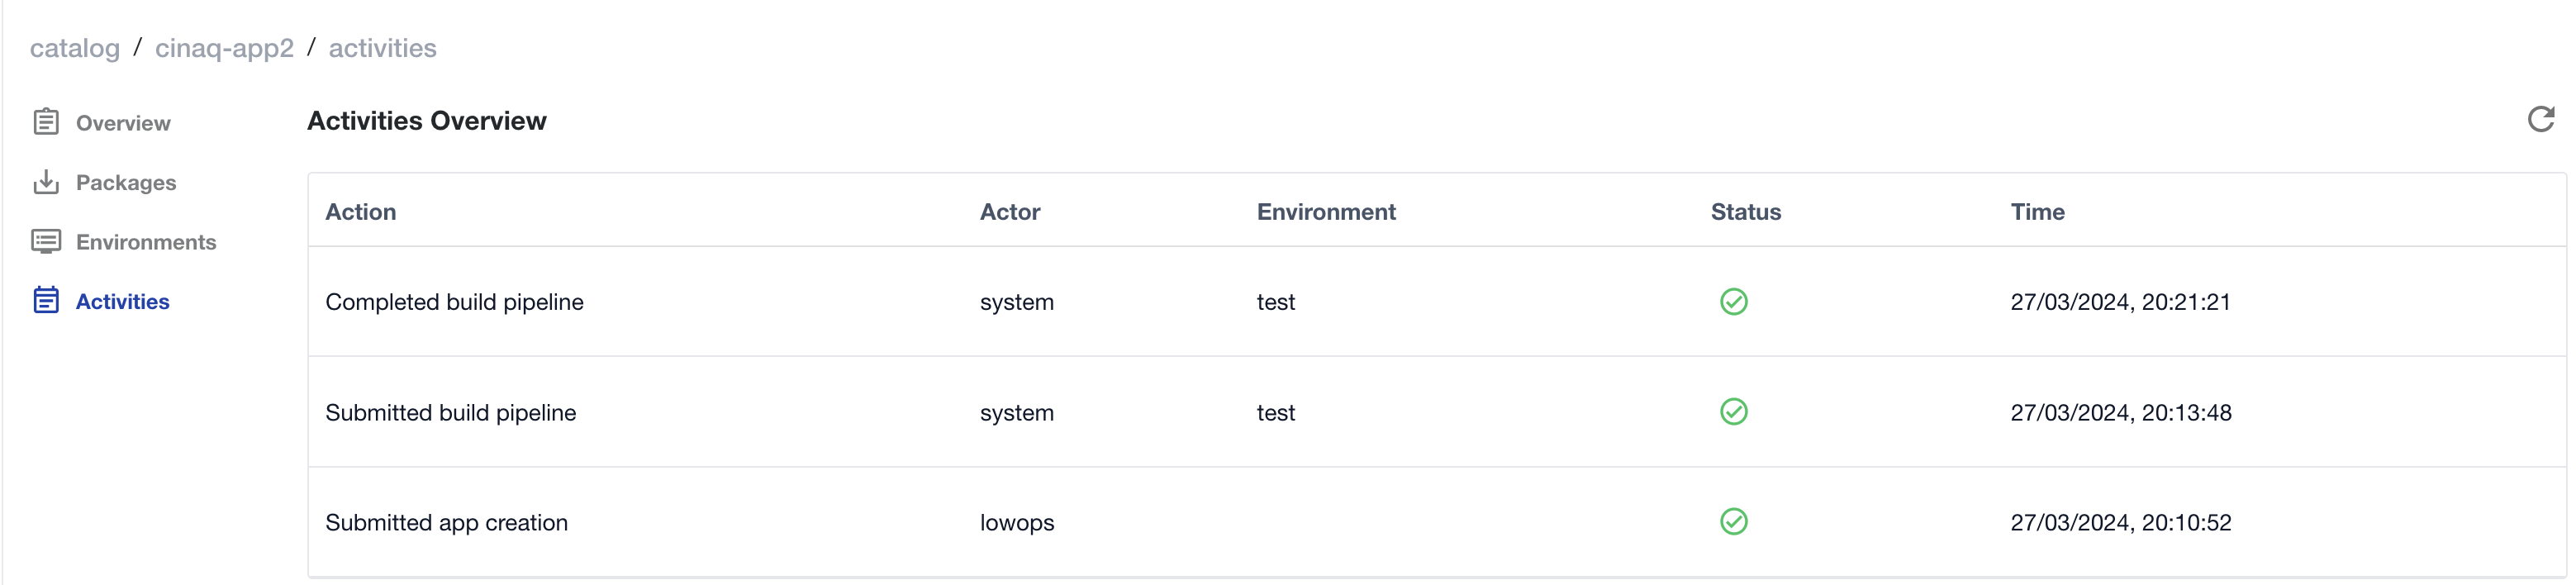 catalog / cinaq-app2 / activities
Overview
Packages
Environments
Activities
Activities Overview
Action Actor Environment Status Time
Completed build pipeline system test 27/03/2024, 20:21:21
Submitted build pipeline system test 27/03/2024, 20:13:48
Submitted app creation lowops 27/03/2024, 20:10:52